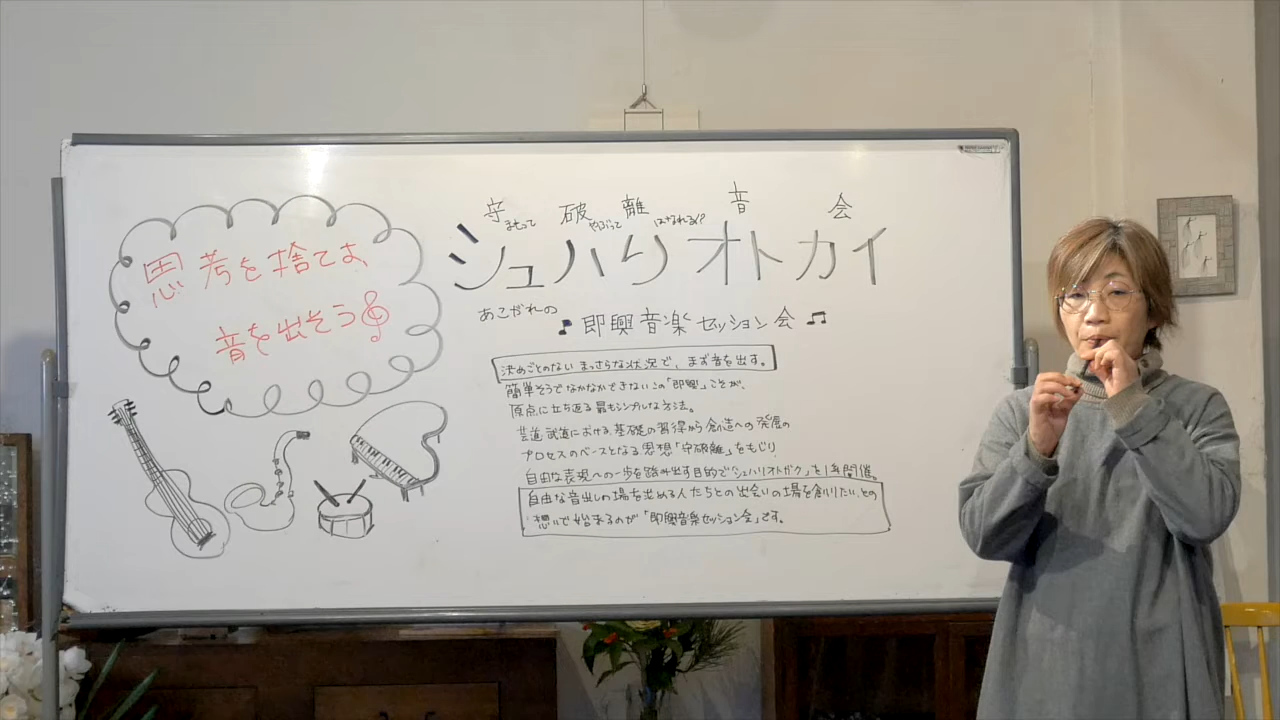 思考を捨てよ
音を出そう
守 破 離 音 会
まもって やぶって はなれる!?
シュハリオトカイ
あこがれの
♪即興音楽セッション会♫
決めごとのない まっさらな状況で、まず音を出す。
簡単そうでなかなかできないこの「即興」こそが、
原点に立ち返る最もシンプルな方法。
芸道武道における、基礎の習得から創造への発展の
プロセスのベースとなる思想「守破離」をもじり
自由な表現への一歩を踏み出す目的で「シュハリオトガク」を1年開催。
自由な音出しの場を求める人たちとの出会いの場を創りたい、との
想いで始まるのが「即興音楽セッション会」です。